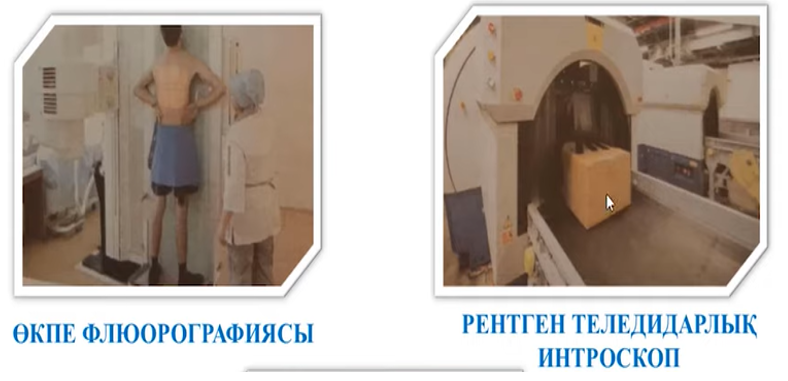 ӨКПЕ ФЛЮОРОГРАФИЯСЫ
РЕНТГЕН ТЕЛЕДИДАРЛЫҚ
ИНТРОСКОП